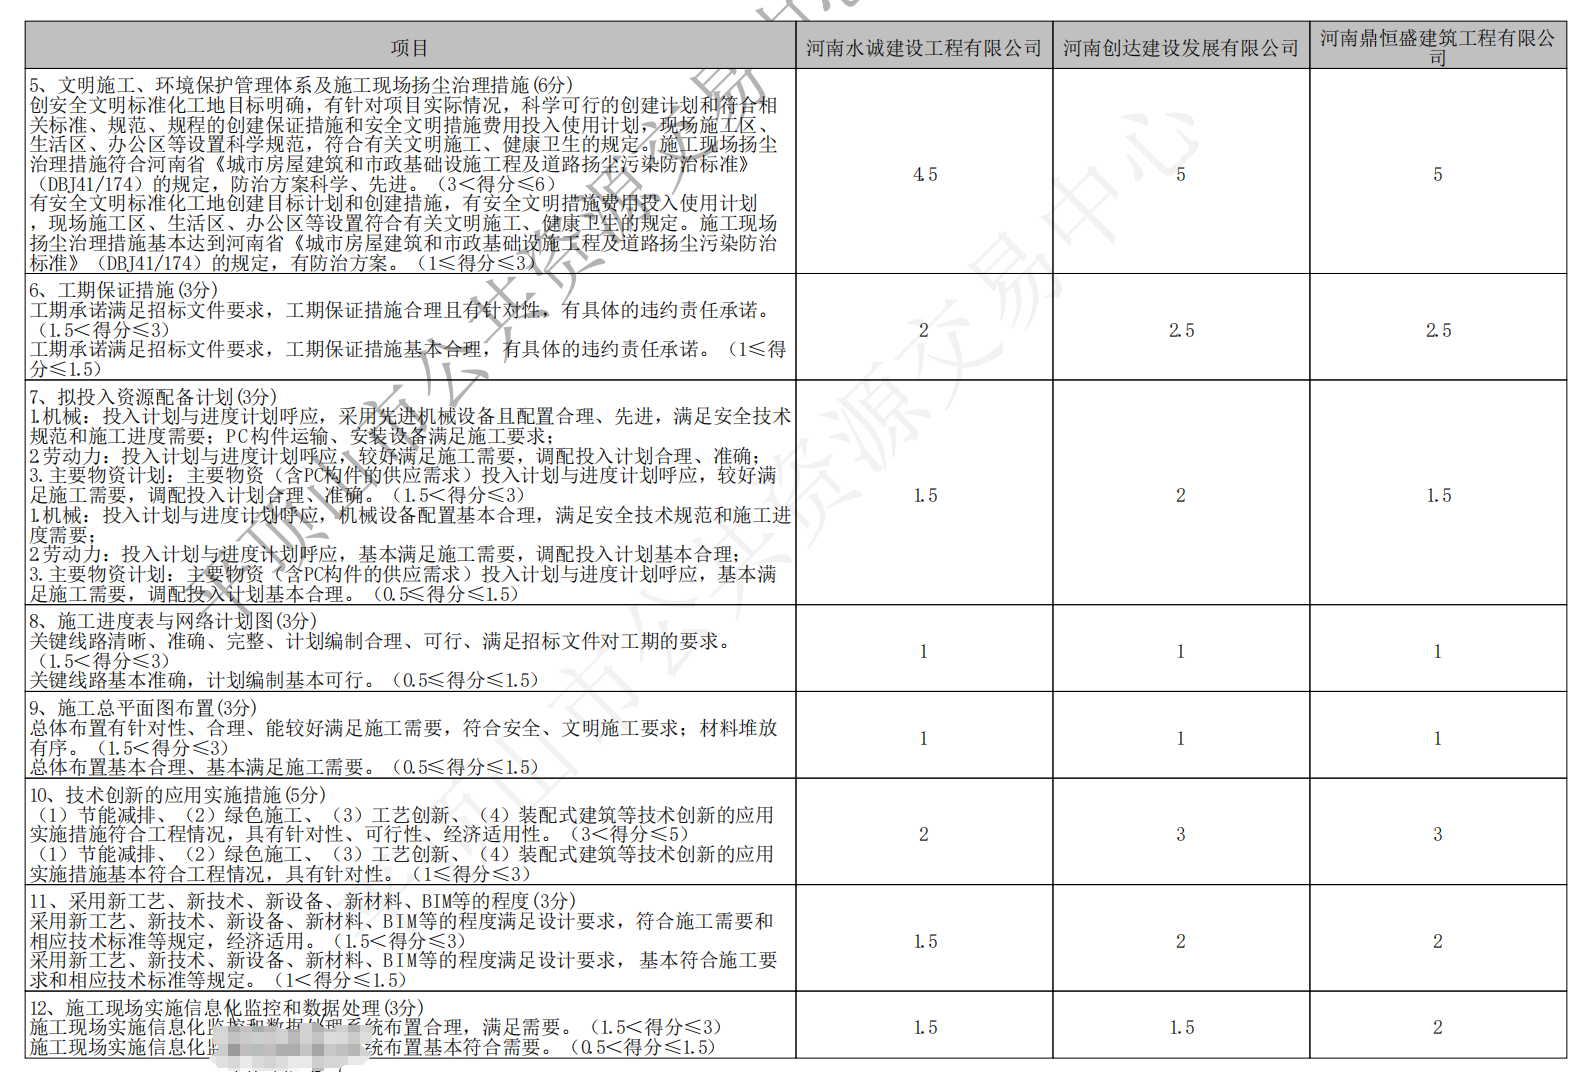 项目
河南水诚建设工程有限公司
河南创达建设发展有限公司
河南鼎恒盛建筑工程有限公
司
5、文明施工、环境保护管理体系及施工现场扬尘治理措施(6分)
创安全文明标准化工地目标明确，有针对项目实际情况，科学可行的创建计划和符合相
关标准、规范、规程的创建保证措施和安全文明措施费用投入使用计划，现场施工区、
生活区、办公区等设置科学规范，符合有关文明施工、健康卫生的规定。施工现场扬尘
治理措施符合河南省《城市房屋建筑和市政基础设施工程及道路扬尘污染防治标准》
（DBJ41/174）的规定，防治方案科学、先进。（3＜得分≤6）
有安全文明标准化工地创建目标计划和创建措施，有安全文明措施费用投入使用计划
，现场施工区、生活区、办公区等设置符合有关文明施工、健康卫生的规定。施工现场
扬尘治理措施基本达到河南省《城市房屋建筑和市政基础设施工程及道路扬尘污染防治
标准》（DBJ41/174）的规定，有防治方案。（1≤得分≤3）
4.5
5
5
6、工期保证措施(3分)
工期承诺满足招标文件要求，工期保证措施合理且有针对性，有具体的违约责任承诺。
（1.5＜得分≤3）
工期承诺满足招标文件要求，工期保证措施基本合理，有具体的违约责任承诺。（1≤得
分≤1.5）
2
2.5
2.5
7、拟投入资源配备计划(3分)
1.机械：投入计划与进度计划呼应，采用先进机械设备且配置合理、先进，满足安全技术
规范和施工进度需要；PC构件运输、安装设备满足施工要求；
2劳动力：投入计划与进度计划呼应，较好满足施工需要，调配投入计划合理、准确；
3.主要物资计划：主要物资（含PC构件的供应需求）投入计划与进度计划呼应，较好满
足施工需要，调配投入计划合理、准确。（1.5＜得分≤3）
1.机械：投入计划与进度计划呼应，机械设备配置基本合理，满足安全技术规范和施工进
度需要；
2劳动力：投入计划与进度计划呼应，基本满足施工需要，调配投入计划基本合理；
3.主要物资计划：主要物资（含PC构件的供应需求）投入计划与进度计划呼应，基本满
足施工需要，调配投入计划基本合理。（0.5≤得分≤1.5）
1.5
2
1.5
8、施工进度表与网络计划图(3分)
关键线路清晰、准确、完整、计划编制合理、可行、满足招标文件对工期的要求。
（1.5＜得分≤3）
关键线路基本准确，计划编制基本可行。（0.5≤得分≤1.5）
1
1
1
9、施工总平面图布置(3分)
总体布置有针对性、合理、能较好满足施工需要，符合安全、文明施工要求；材料堆放
有序。（1.5＜得分≤3）
总体布置基本合理、基本满足施工需要。（0.5≤得分≤1.5）
1
1
1
10、技术创新的应用实施措施(5分)
（1）节能减排、（2）绿色施工、（3）工艺创新、（4）装配式建筑等技术创新的应用
实施措施符合工程情况，具有针对性、可行性、经济适用性。（3＜得分≤5）
（1）节能减排、（2）绿色施工、（3）工艺创新、（4）装配式建筑等技术创新的应用
实施措施基本符合工程情况，具有针对性。（1≤得分≤3）
2
3
3
11、采用新工艺、新技术、新设备、新材料、BIM等的程度(3分)
采用新工艺、新技术、新设备、新材料、BIM等的程度满足设计要求，符合施工需要和
相应技术标准等规定，经济适用。（1.5＜得分≤3）
采用新工艺、新技术、新设备、新材料、BIM等的程度满足设计要求， 基本符合施工要
求和相应技术标准等规定。（1＜得分≤1.5）
1.5
2
2
12、施工现场实施信息化监控和数据处理(3分)
施工现场实施信息化监控和数据处理系统布置合理，满足需要。（1.5＜得分≤3）
施工现场实施信息化 统布置基本符合需要。（0.5＜得分≤1.5）
1.5
1.5
2
平顶山市公共资源交易中心
平顶山市公共资源交易中心